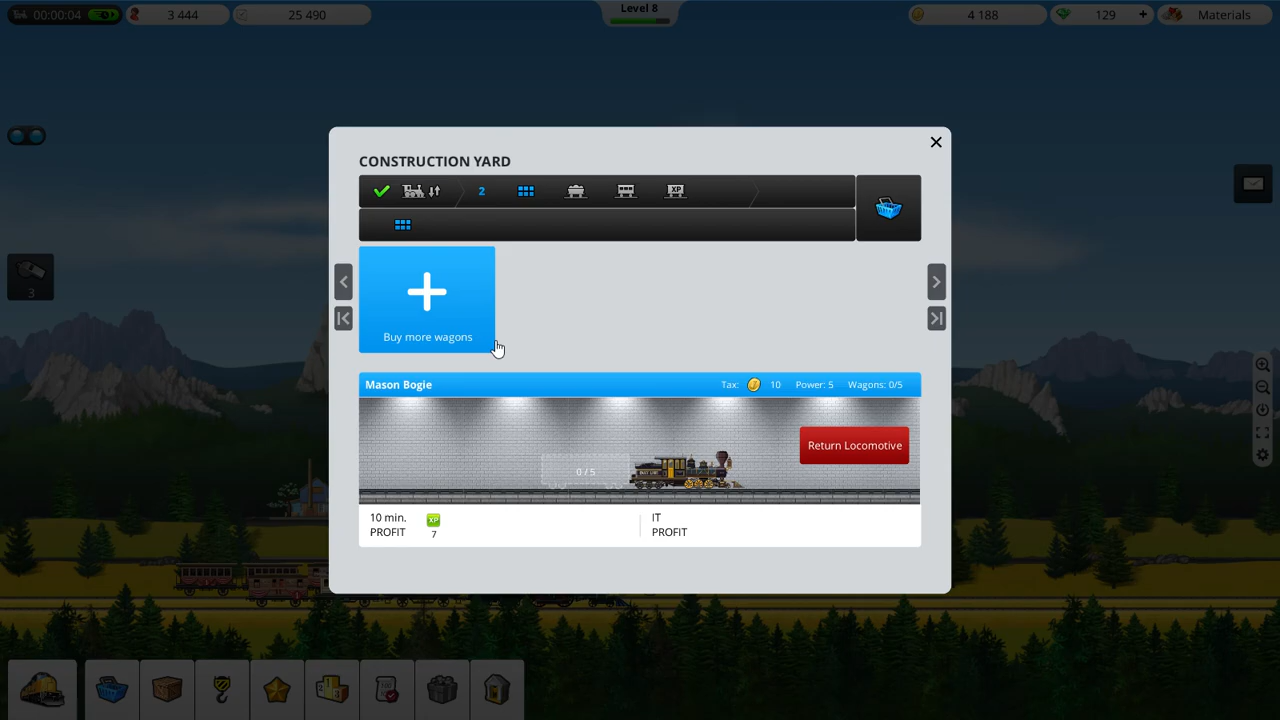 00:00:04
3 444
25 490
Level 8
4 188
129 +
Materials
3
CONSTRUCTION YARD
2
XP
Buy more wagons
Mason Bogie
Tax: 10 Power: 5 Wagons: 0/5
0 / 5
Return Locomotive
10 min.
PROFIT
XP
7
IT
PROFIT